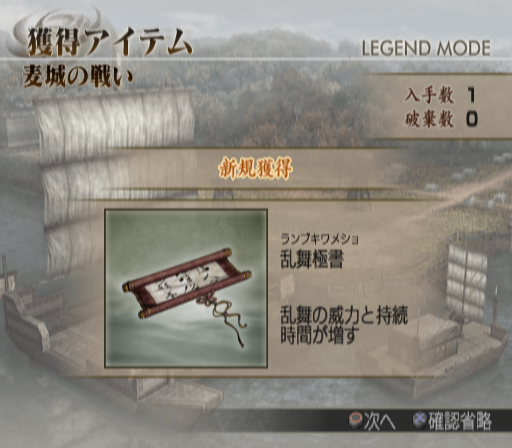 獲得アイテム
LEGEND MODE
麦城の戦い
入手数 1
破棄数 0
新規獲得
ランブキワメショ
乱舞極書
乱舞の威力と持続
時間が増す
次へ 確認省略